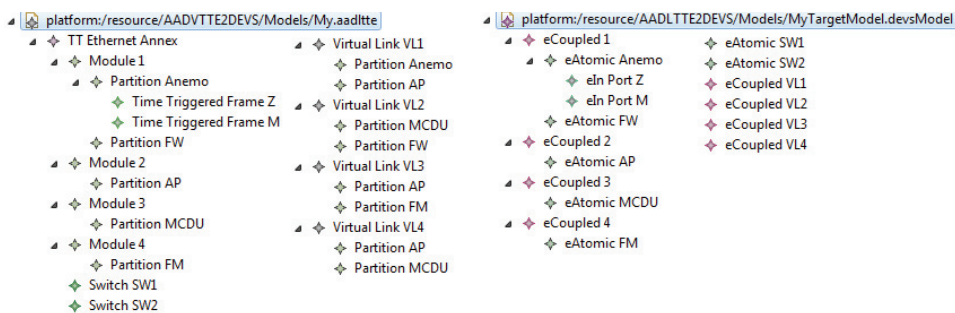 platform:/resource/AADVTTE2DEVS/Models/My.aadltte
TT Ethernet Annex
Module 1
Partition Anemo
Time Triggered Frame Z
Time Triggered Frame M
Partition FW
Module 2
Partition AP
Module 3
Partition MCDU
Module 4
Partition FM
Switch SW1
Switch SW2
Virtual Link VL1
Partition Anemo
Partition AP
Virtual Link VL2
Partition MCDU
Partition FW
Virtual Link VL3
Partition AP
Partition FM
Virtual Link VL4
Partition AP
Partition MCDU
platform:/resource/AADLTTE2DEVS/Models/MyTargetModel.devsModel
eCoupled 1
eAtomic Anemo
eIn Port Z
eIn Port M
eAtomic FW
eCoupled 2
eAtomic AP
eCoupled 3
eAtomic MCDU
eCoupled 4
eAtomic FM
eAtomic SW1
eAtomic SW2
eCoupled VL1
eCoupled VL2
eCoupled VL3
eCoupled VL4